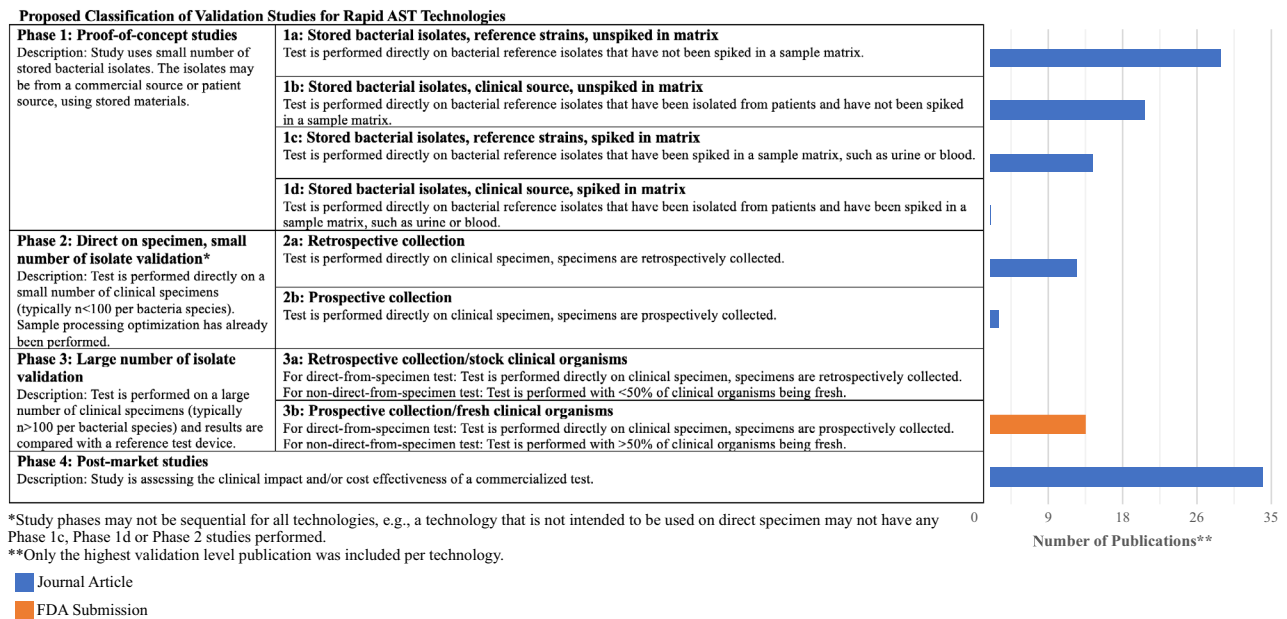 Proposed Classification of Validation Studies for Rapid AST Technologies
Phase 1: Proof-of-concept studies
Description: Study uses small number of
stored bacterial isolates. The isolates may
be from a commercial source or patient
source, using stored materials.
1a: Stored bacterial isolates, reference strains, unspiked in matrix
Test is performed directly on bacterial reference isolates that have not been spiked in a sample matrix.
1b: Stored bacterial isolates, clinical source, unspiked in matrix
Test is performed directly on bacterial reference isolates that have been isolated from patients and have not been spiked
in a sample matrix.
1c: Stored bacterial isolates, reference strains, spiked in matrix
Test is performed directly on bacterial reference isolates that have been spiked in a sample matrix, such as urine or blood.
1d: Stored bacterial isolates, clinical source, spiked in matrix
Test is performed directly on bacterial reference isolates that have been isolated from patients and have been spiked in a
sample matrix, such as urine or blood.
Phase 2: Direct on specimen, small
number of isolate validation*
Description: Test is performed directly on a
small number of clinical specimens
(typically n<100 per bacteria species).
Sample processing optimization has already
been performed.
2a: Retrospective collection
Test is performed directly on clinical specimen, specimens are retrospectively collected.
2b: Prospective collection
Test is performed directly on clinical specimen, specimens are prospectively collected.
Phase 3: Large number of isolate
validation
Description: Test is performed on a large
number of clinical specimens (typically
n>100 per bacterial species) and results are
compared with a reference test device.
3a: Retrospective collection/stock clinical organisms
For direct-from-specimen test: Test is performed directly on clinical specimen, specimens are retrospectively collected.
For non-direct-from-specimen test: Test is performed with <50% of clinical organisms being fresh.
3b: Prospective collection/fresh clinical organisms
For direct-from-specimen test: Test is performed directly on clinical specimen, specimens are prospectively collected.
For non-direct-from-specimen test: Test is performed with >50% of clinical organisms being fresh.
Phase 4: Post-market studies
Description: Study is assessing the clinical impact and/or cost effectiveness of a commercialized test.
0 9 18 26 35
Number of Publications**
*Study phases may not be sequential for all technologies, e.g., a technology that is not intended to be used on direct specimen may not have any
Phase 1c, Phase 1d or Phase 2 studies performed.
**Only the highest validation level publication was included per technology.
Journal Article
FDA Submission